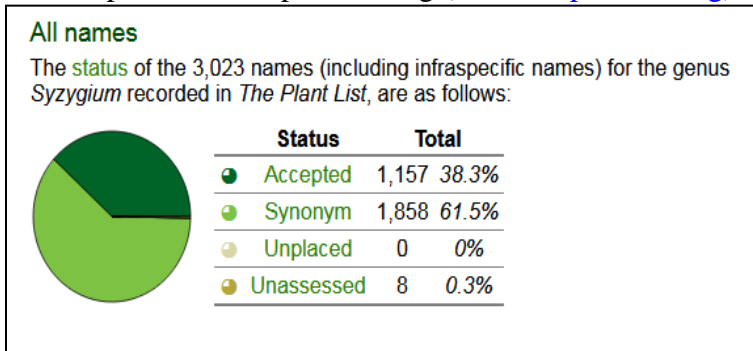 All names
The status of the 3,023 names (including infraspecific names) for the genus
Syzygium recorded in The Plant List, are as follows:
Status Total
Accepted 1,157 38.3%
Synonym 1,858 61.5%
Unplaced 0 0%
Unassessed 8 0.3%